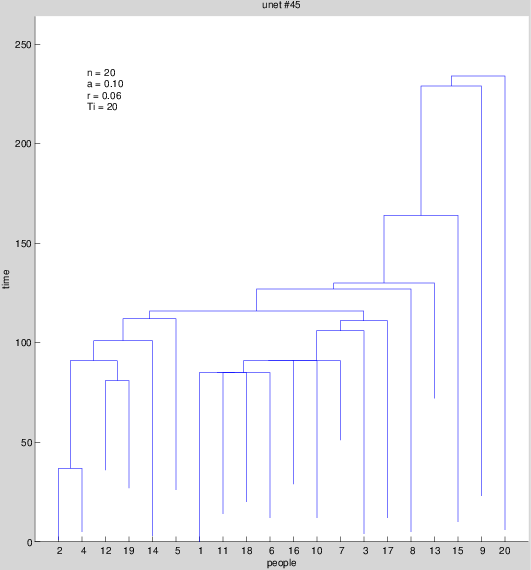 unet #45
250
n = 20
a = 0.10
r = 0.06
Ti = 20
200
150
time
100
50
0
2 4 12 19 14 5 1 11 18 6 16 10 7 3 17 8 13 15 9 20
people